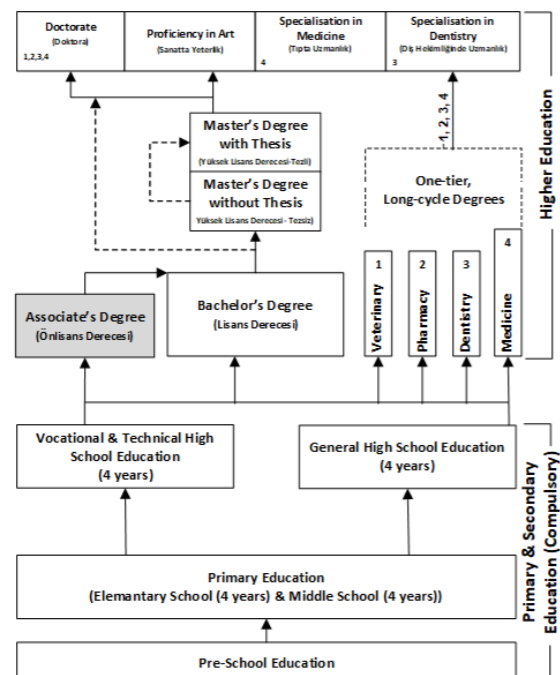 Doctorate
(Doktora)
1,2,3,4
Proficiency in Art
(Sanatta Yeterlik)
Specialisation in
Medicine
(Tıpta Uzmanlık)
4
Specialisation in
Dentistry
(Diş Hekimliğinde Uzmanlık)
3
Master's Degree
with Thesis
(Yüksek Lisans Derecesi-Tezli)
Master's Degree
without Thesis
Yüksek Lisans Derecesi- Tezsiz)
1, 2, 3, 4
One-tier,
Long-cycle Degrees
Higher Education
Associate's Degree
(Önlisans Derecesi)
Bachelor's Degree
(Lisans Derecesi)
1
Veterinary
2
Pharmacy
3
Dentistry
4
Medicine
Vocational & Technical High
School Education
(4 years)
General High School Education
(4 years)
Primary Education
(Elemantary School (4 years) & Middle School (4 years))
Pre-School Education
Primary & Secondary
Education (Compulsory)